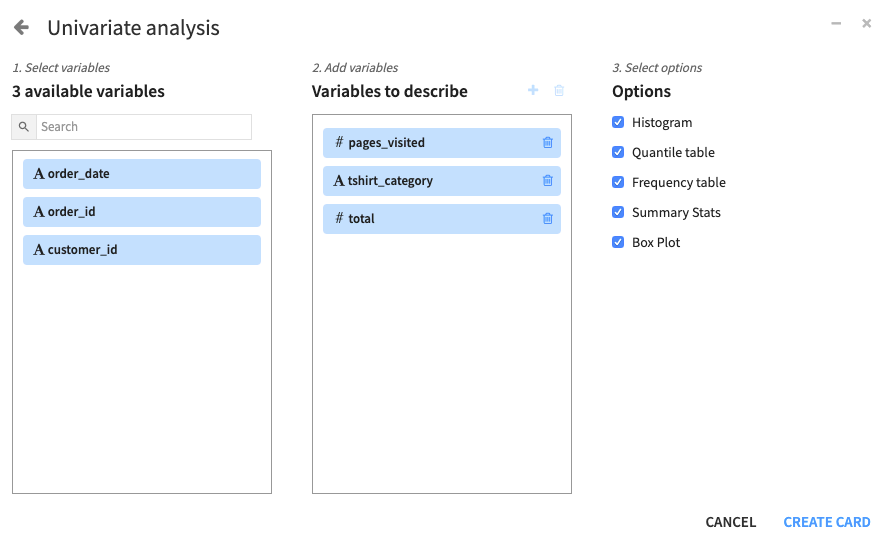 Univariate analysis
1. Select variables
3 available variables
Search
A order_date
A order_id
A customer_id
2. Add variables
Variables to describe
# pages_visited
A tshirt_category
# total
3. Select options
Options
Histogram
Quantile table
Frequency table
Summary Stats
Box Plot
CANCEL
CREATE CARD